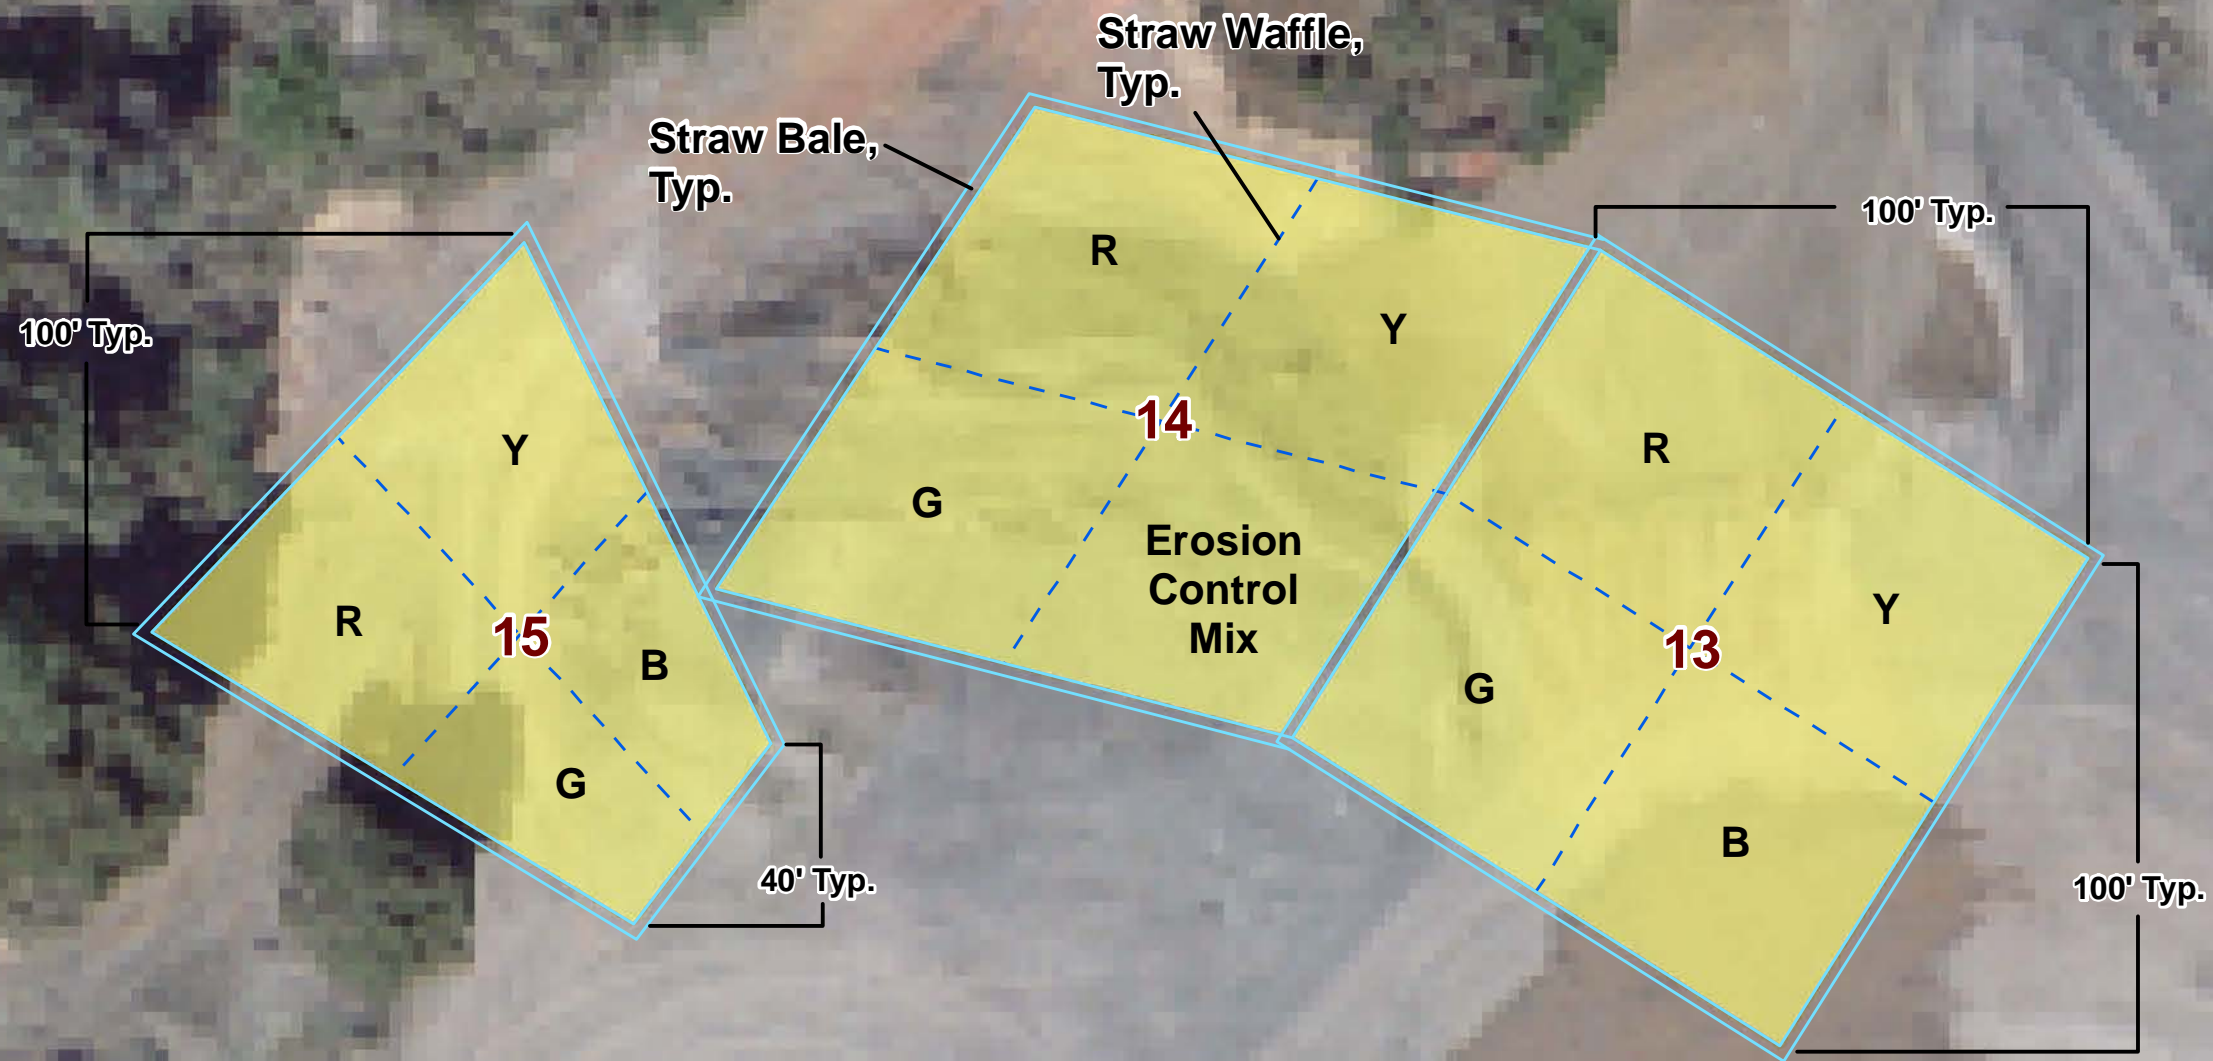 Straw Waffle,
Typ.
Straw Bale,
Typ.
100' Typ.
100' Typ.
R
Y
14
G
Erosion
Control
Mix
Y
R
15
B
G
40' Typ.
R
Y
13
G
B
100' Typ.